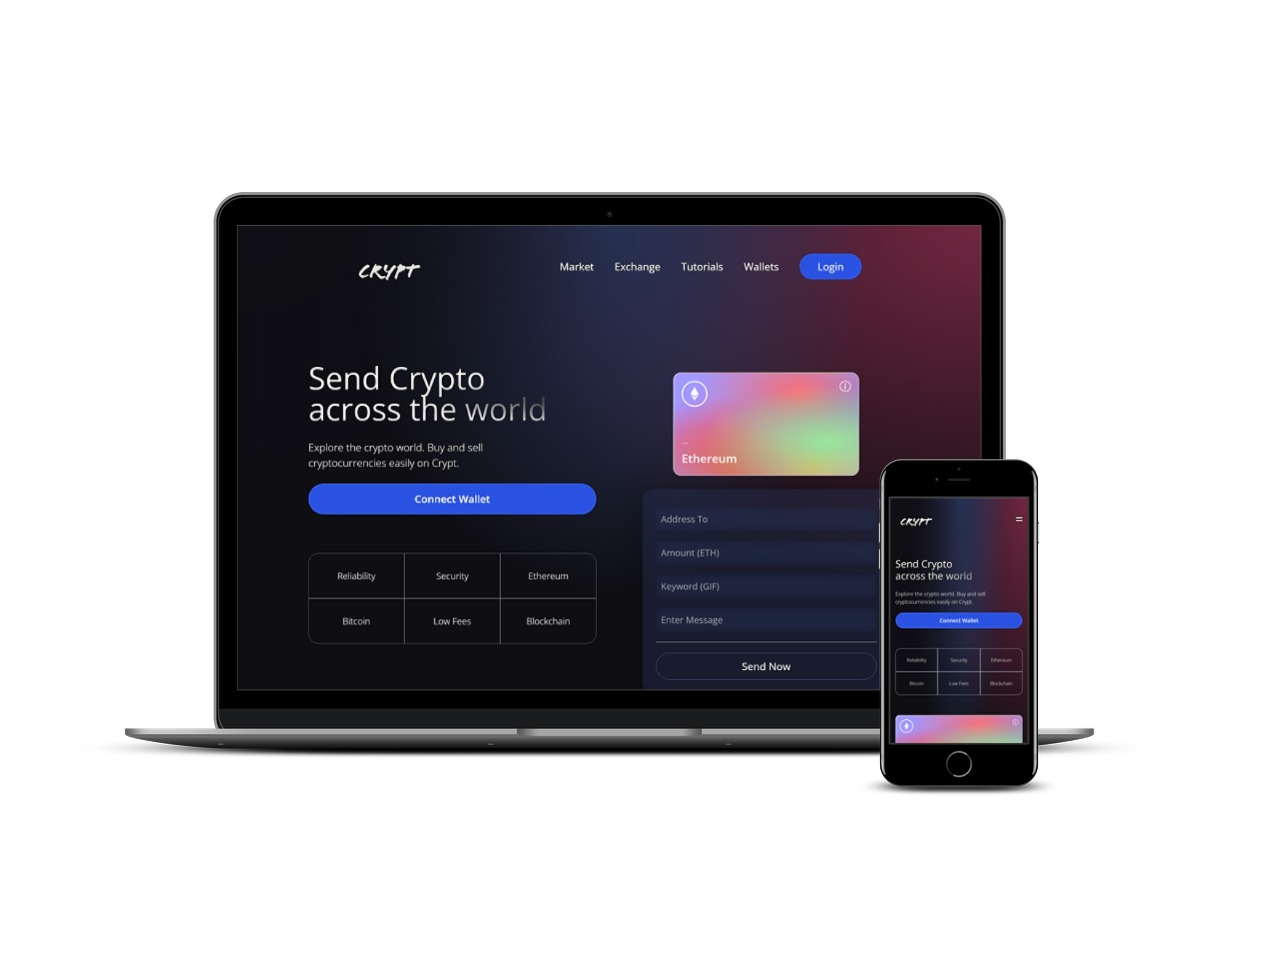 CRYPT
Market Exchange Tutorials Wallets Login
Send Crypto
across the world
Explore the crypto world. Buy and sell
cryptocurrencies easily on Crypt.
Connect Wallet
Reliability Security Ethereum
Bitcoin Low Fees Blockchain
Ethereum
Address To
Amount (ETH)
Keyword (GIF)
Enter Message
Send Now
CRYPT
Send Crypto
across the world
Explore the crypto world. Buy and sell
cryptocurrencies easily on Crypt.
Connect Wallet
Reliability Security Ethereum
Bitcoin Low Fees Blockchain